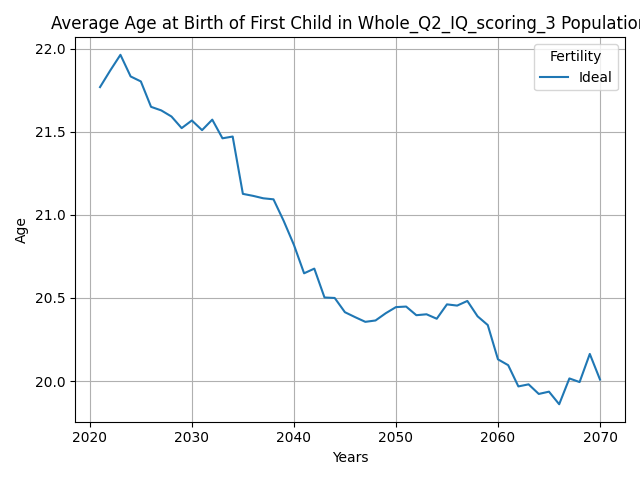 Average Age at Birth of First Child in Whole_Q2_IQ_scoring_3 Population
Fertility
Ideal
22.0
21.5
21.0
20.5
20.0
Age
2020 2030 2040 2050 2060 2070
Years